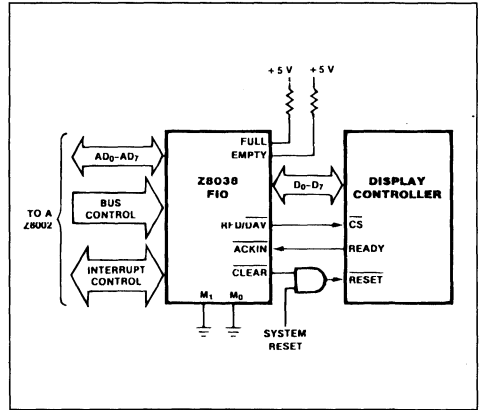 + 5 V + 5 V
FULL
EMPTY
AD0-AD7
Z8038
FIO
D0-D7
DISPLAY
CONTROLLER
BUS
CONTROL
TO A
Z8002
RFD/DAV
CS
ACKIN
READY
INTERRUPT
CONTROL
CLEAR
RESET
M1 M0
SYSTEM
RESET